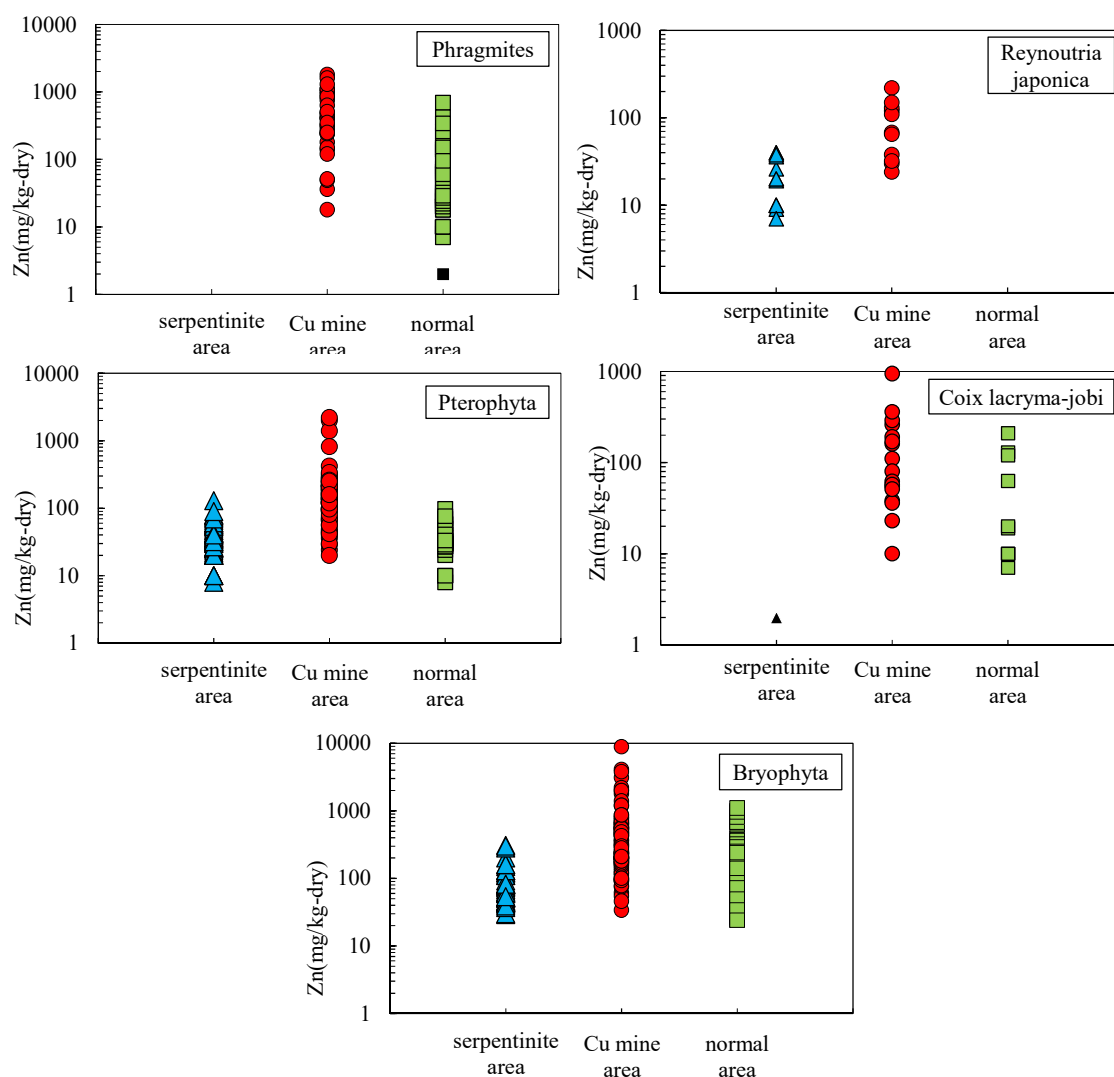 10000
1000
100
10
1
Zn(mg/kg-dry)
Phragmites
serpentinite
area
Cu mine
area
normal
area
1000
100
10
1
Zn(mg/kg-dry)
Reynoutria
japonica
serpentinite
area
Cu mine
area
normal
area
10000
1000
100
10
1
Zn(mg/kg-dry)
Pterophyta
serpentinite
area
Cu mine
area
normal
area
1000
100
10
1
Zn(mg/kg-dry)
Coix lacryma-jobi
serpentinite
area
Cu mine
area
normal
area
10000
1000
100
10
1
Zn(mg/kg-dry)
Bryophyta
serpentinite
area
Cu mine
area
normal
area